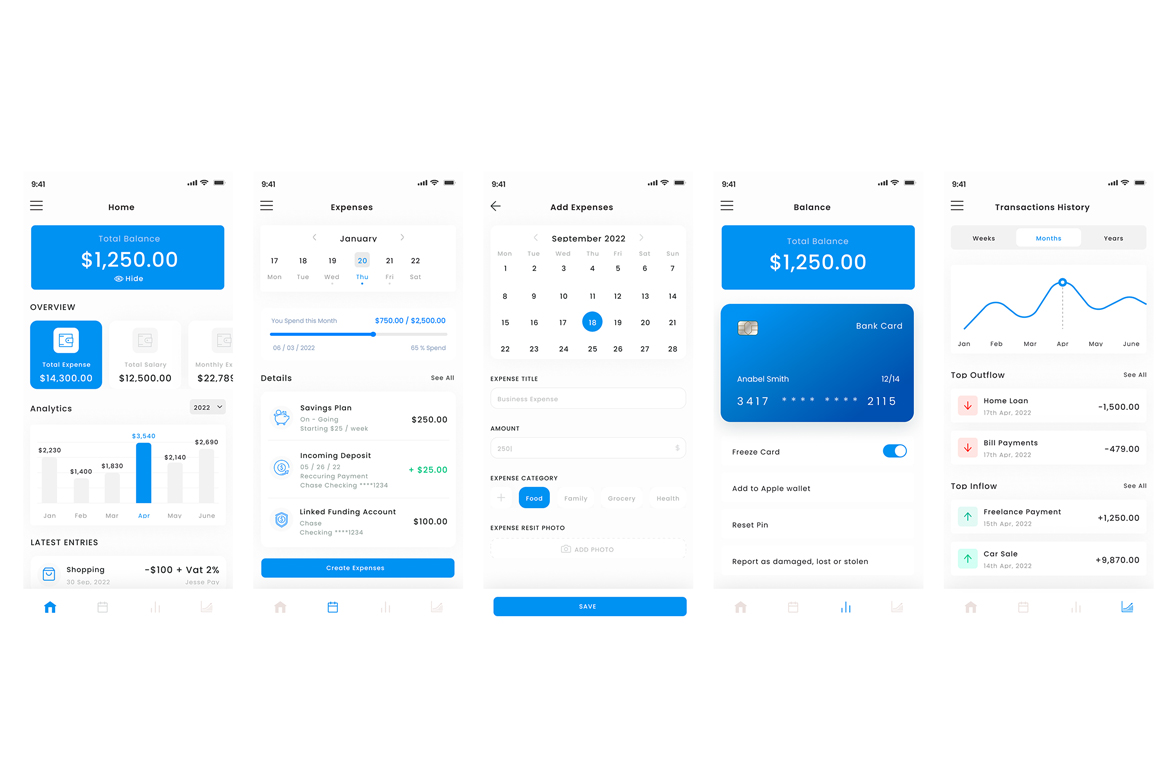 9:41
Home
Total Balance
$1,250.00
Hide
OVERVIEW
Total Expense
$14,300.00
Total Salary
$12,500.00
Monthly Ex
$22,789
Analytics
2022
$2,230
$1,400
$1,830
$3,540
$2,140
$2,690
Jan Feb Mar Apr May June
LATEST ENTRIES
Shopping
-$100 + Vat 2%
30 Sep, 2022
Jesse Pav
9:41
Expenses
January
17 18 19 20 21 22
Mon Tue Wed Thu Fri Sat
You Spend this Month
$750.00 / $2,500.00
06 / 03 / 2022
65 % Spend
Details
See All
Savings Plan
On - Going
Starting $25 / week
$250.00
Incoming Deposit
05 / 26 / 22
Reccuring Payment
Chase Checking ****1234
+ $25.00
Linked Funding Account
Chase
Checking ****1234
$100.00
Create Expenses
9:41
Add Expenses
September 2022
Mon Tue Wed Thu Fri Sat Sun
1 2 3 4 5 6 7
8 9 10 11 12 13 14
15 16 17 18 19 20 21
22 23 24 25 26 27 28
EXPENSE TITLE
Business Expense
AMOUNT
250|
$
EXPENSE CATEGORY
+ Food Family Grocery Health
EXPENSE RESIT PHOTO
ADD PHOTO
SAVE
9:41
Balance
Total Balance
$1,250.00
Bank Card
Anabel Smith
12/14
3417 **** **** 2115
Freeze Card
Add to Apple wallet
Reset Pin
Report as damaged, lost or stolen
9:41
Transactions History
Weeks Months Years
Jan Feb Mar Apr May June
Top Outflow
See All
Home Loan
17th Apr, 2022
-1,500.00
Bill Payments
17th Apr, 2022
-479.00
Top Inflow
See All
Freelance Payment
15th Apr, 2022
+1,250.00
Car Sale
14th Apr, 2022
+9,870.00